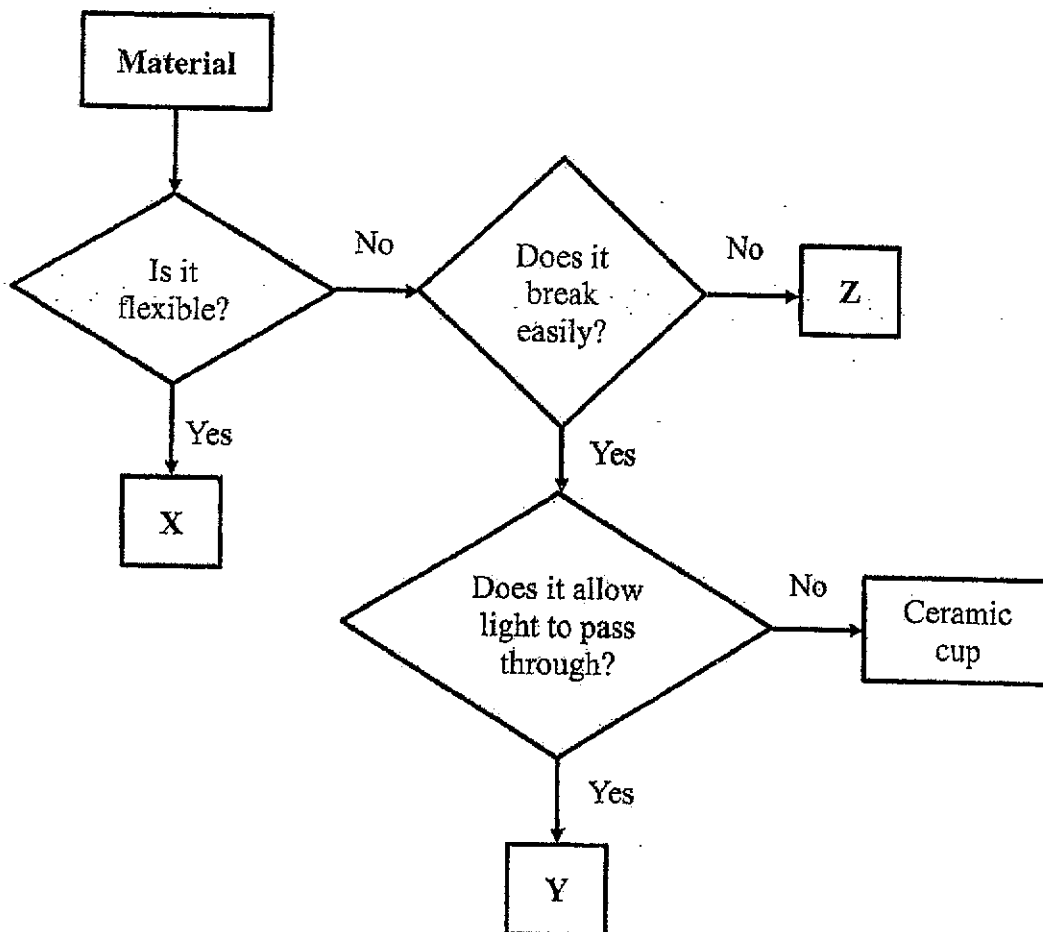 Material
Is it
flexible?
No
Does it
break
easily?
No
Z
Yes
X
Yes
Does it allow
light to pass
through?
No
Ceramic
cup
Yes
Y